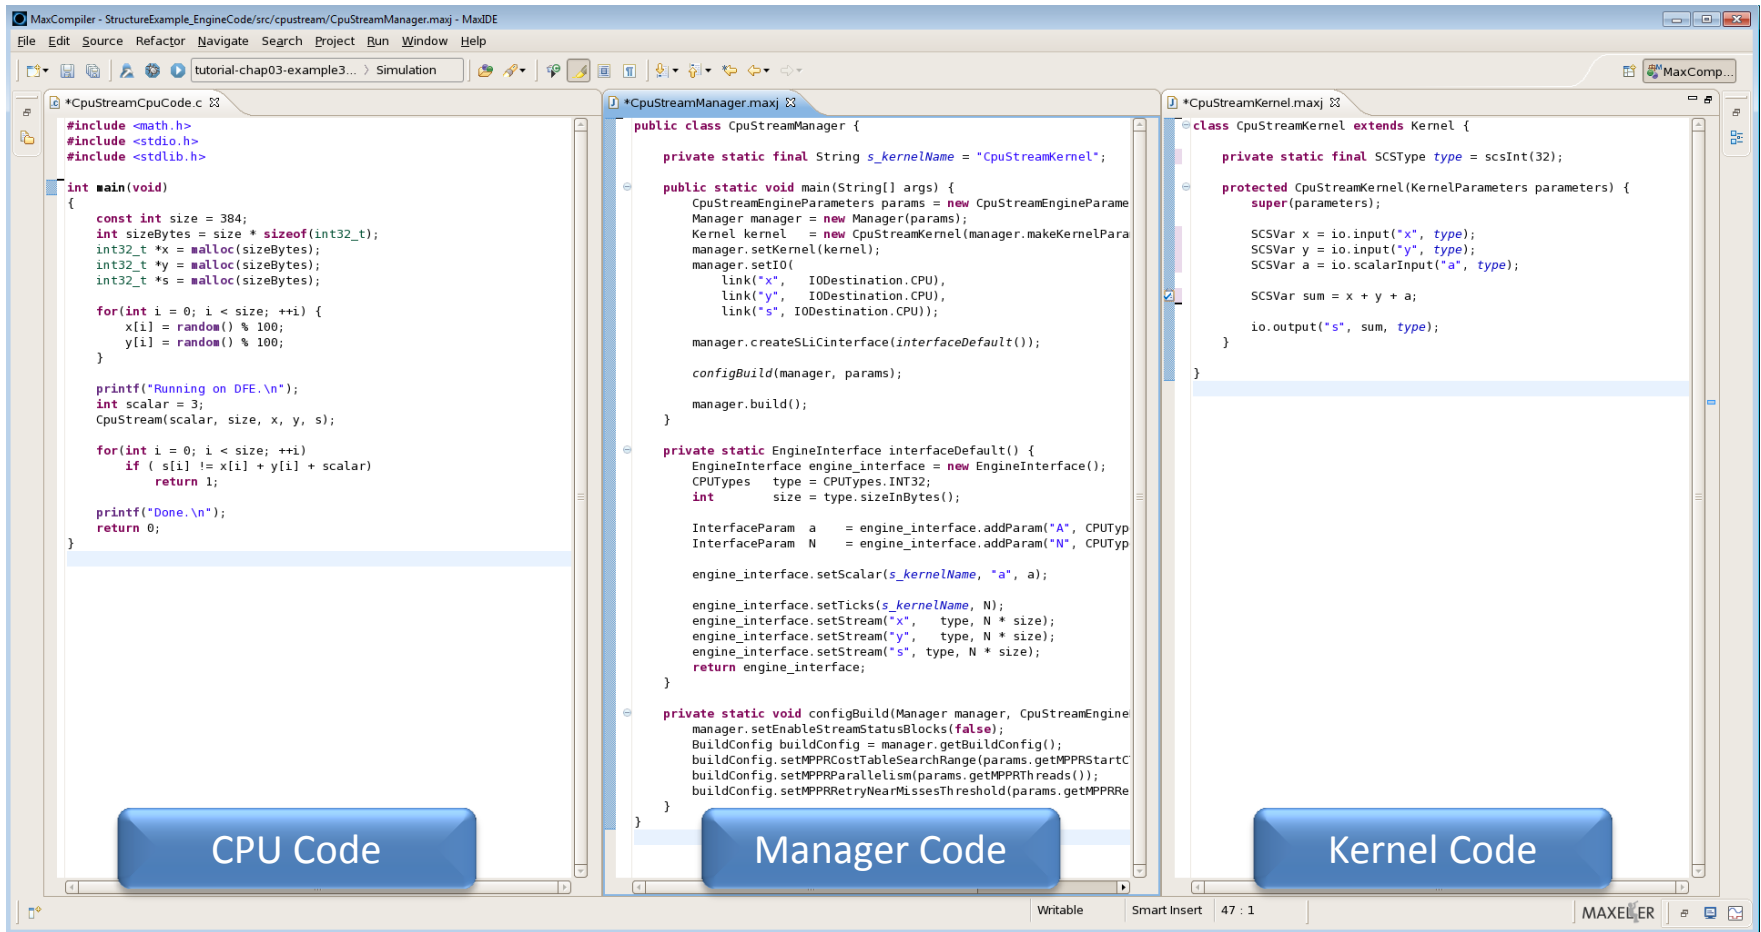 MaxCompiler - StructureExample_EngineCode/src/cpustream/CpuStreamManager.maxj - MaxIDE
File Edit Source Refactor Navigate Search Project Run Window Help
tutorial-chap03-example3... > Simulation
MaxComp...
*CpuStreamCpuCode.c
#include <math.h>
#include <stdio.h>
#include <stdlib.h>
int main(void)
{
const int size = 384;
int sizeBytes = size * sizeof(int32_t);
int32_t *x = malloc(sizeBytes);
int32_t *y = malloc(sizeBytes);
int32_t *s = malloc(sizeBytes);
for(int i = 0; i < size; ++i) {
x[i] = random() % 100;
y[i] = random() % 100;
}
printf("Running on DFE.\n");
int scalar = 3;
CpuStream(scalar, size, x, y, s);
for(int i = 0; i < size; ++i)
if ( s[i] != x[i] + y[i] + scalar)
return 1;
printf("Done.\n");
return 0;
}
CPU Code
*CpuStreamManager.maxj
public class CpuStreamManager {
private static final String s_kernelName = "CpuStreamKernel";
public static void main(String[] args) {
CpuStreamEngineParameters params = new CpuStreamEngineParame
Manager manager = new Manager(params);
Kernel kernel   = new CpuStreamKernel(manager.makeKernelPara
manager.setKernel(kernel);
manager.setIO(
link("x",   IODestination.CPU),
link("y",   IODestination.CPU),
link("s", IODestination.CPU));
manager.createSLiCinterface(interfaceDefault());
configBuild(manager, params);
manager.build();
}
private static EngineInterface interfaceDefault() {
EngineInterface engine_interface = new EngineInterface();
CPUTypes   type = CPUTypes.INT32;
int        size = type.sizeInBytes();
InterfaceParam  a    = engine_interface.addParam("A", CPUTyp
InterfaceParam  N    = engine_interface.addParam("N", CPUTyp
engine_interface.setScalar(s_kernelName, "a", a);
engine_interface.setTicks(s_kernelName, N);
engine_interface.setStream("x",   type, N * size);
engine_interface.setStream("y",   type, N * size);
engine_interface.setStream("s", type, N * size);
return engine_interface;
}
private static void configBuild(Manager manager, CpuStreamEngine
manager.setEnableStreamStatusBlocks(false);
BuildConfig buildConfig = manager.getBuildConfig();
buildConfig.setMPPRCostTableSearchRange(params.getMPPRStartC
buildConfig.setMPPRParallelism(params.getMPPRThreads());
buildConfig.setMPPRRetryNearMissesThreshold(params.getMPPRRe
}
}
Manager Code
*CpuStreamKernel.maxj
class CpuStreamKernel extends Kernel {
private static final SCSType type = scsInt(32);
protected CpuStreamKernel(KernelParameters parameters) {
super(parameters);
SCSVar x = io.input("x", type);
SCSVar y = io.input("y", type);
SCSVar a = io.scalarInput("a", type);
SCSVar sum = x + y + a;
io.output("s", sum, type);
}
}
Kernel Code
Writable Smart Insert 47 : 1
MAXELER